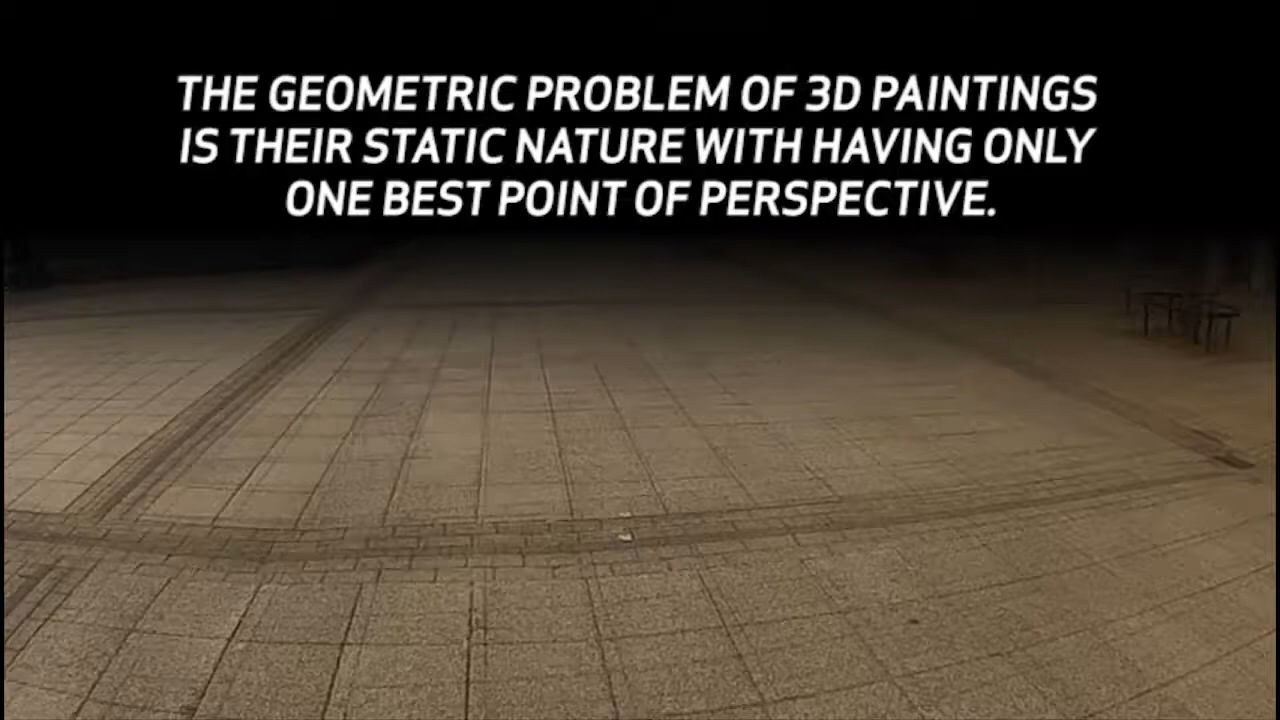 THE GEOMETRIC PROBLEM OF 3D PAINTINGS
IS THEIR STATIC NATURE WITH HAVING ONLY
ONE BEST POINT OF PERSPECTIVE.